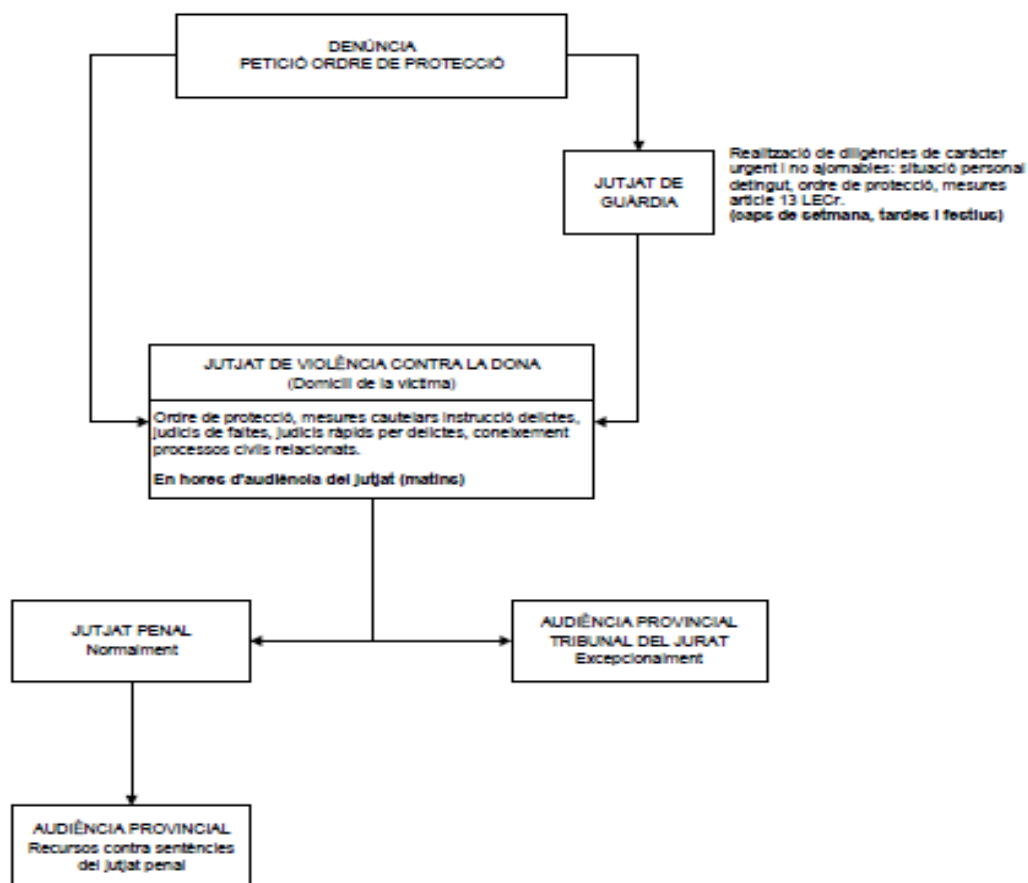 DENÚNCIA
PETICIÓ ORDRE DE PROTECCIÓ
JUTJAT DE
GUÀRDIA
Realització de diligències de caràcter
urgent i no ajornables: situació personal
detingut, ordre de protecció, mesures
article 13 LECr.
(caps de setmana, tardes i festius)
JUTJAT DE VIOLÈNCIA CONTRA LA DONA
(Domicili de la víctima)
Ordre de protecció, mesures cautelars instrucció delictes,
judicis de faltes, judicis ràpids per delictes, coneixement
processos civils relacionats.
En hores d'audiència del jutjat (matins)
JUTJAT PENAL
Normalment
AUDIÈNCIA PROVINCIAL
TRIBUNAL DEL JURAT
Excepcionalment
AUDIÈNCIA PROVINCIAL
Recursos contra sentències
del jutjat penal